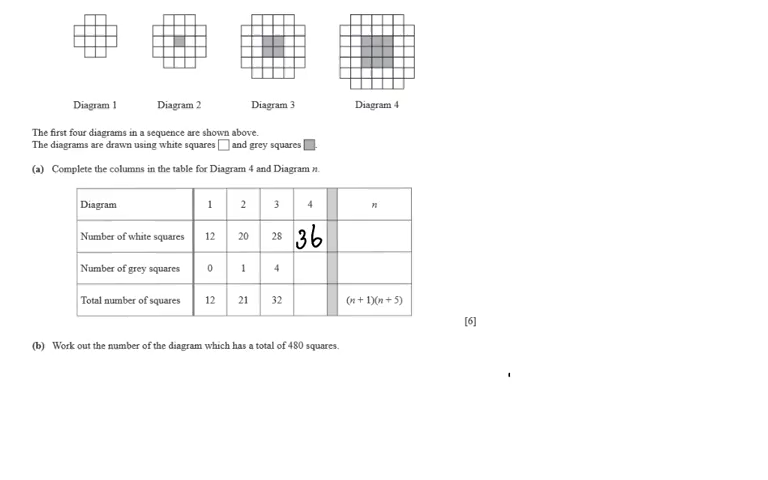 Diagram 1 Diagram 2 Diagram 3 Diagram 4
The first four diagrams in a sequence are shown above.
The diagrams are drawn using white squares and grey squares .
(a) Complete the columns in the table for Diagram 4 and Diagram n.
Diagram 1 2 3 4 n
Number of white squares 12 20 28 36
Number of grey squares 0 1 4
Total number of squares 12 21 32 (n + 1)(n + 5)
[6]
(b) Work out the number of the diagram which has a total of 480 squares.